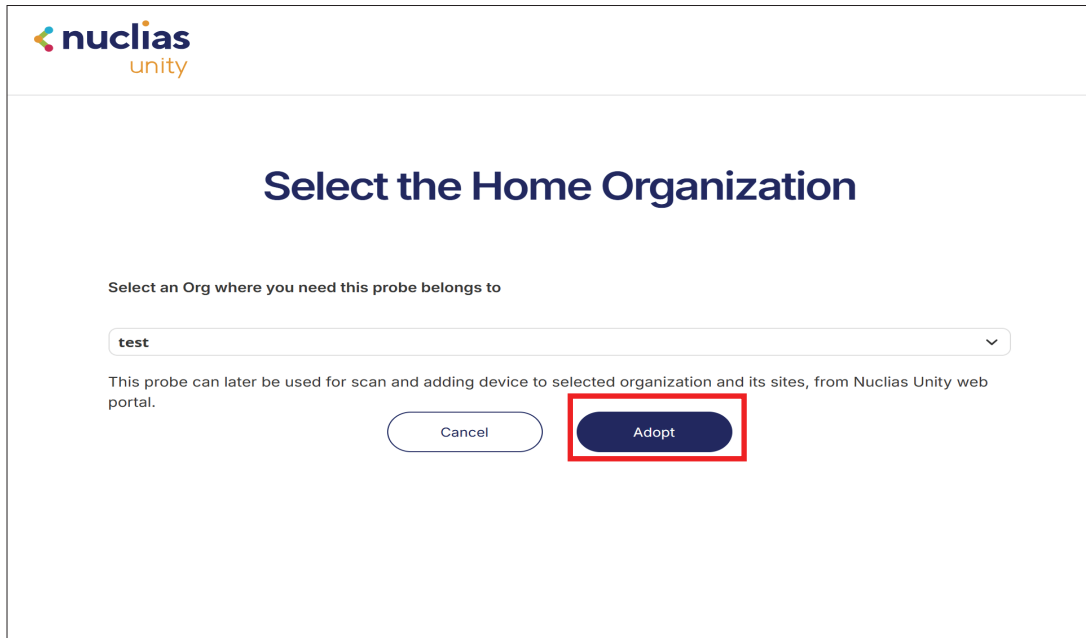 nuclias
unity
Select the Home Organization
Select an Org where you need this probe belongs to
test
This probe can later be used for scan and adding device to selected organization and its sites, from Nuclias Unity web
portal.
Cancel
Adopt